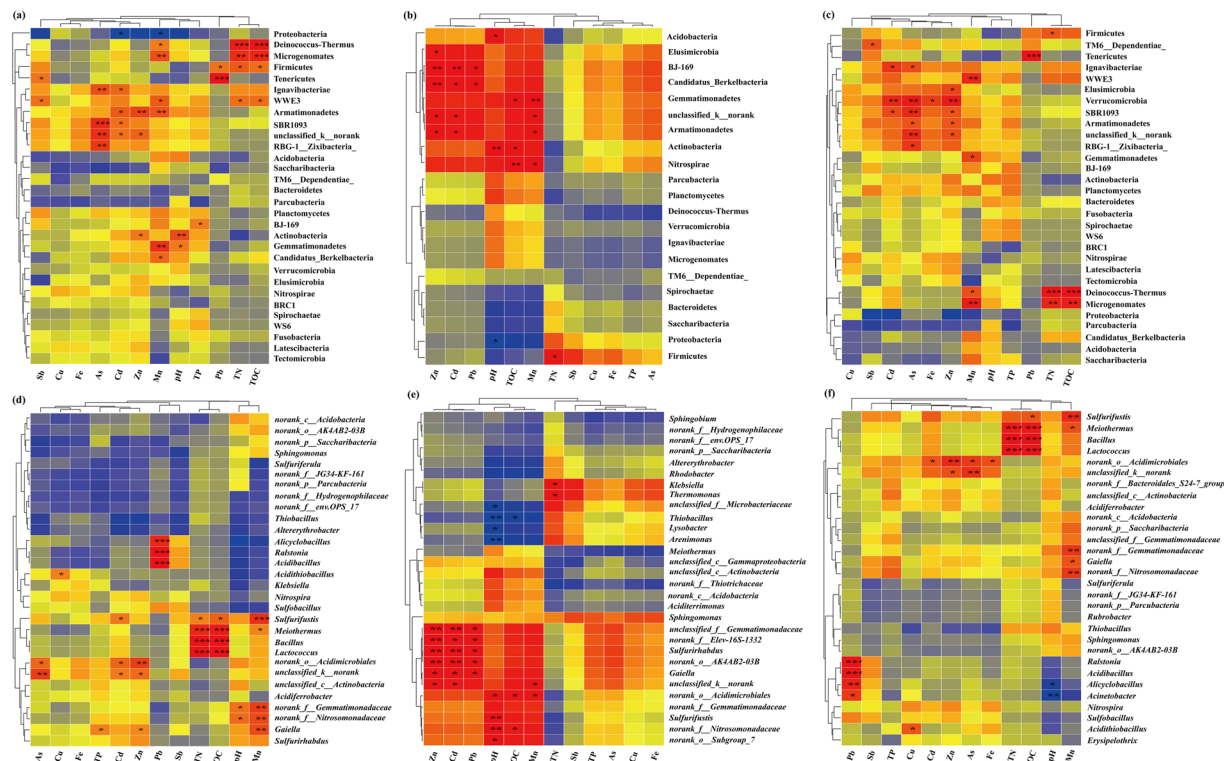 (a)
Proteobacteria
Deinococcus-Thermus
Microgenomates
Firmicutes
Tenericutes
Ignavibacteriae
WWE3
Armatimonadetes
SBR1093
unclassified_k__norank
RBG-1__Zixibacteria_
Acidobacteria
Saccharibacteria
TM6__Dependentiae_
Bacteroidetes
Parcubacteria
Planctomycetes
BJ-169
Actinobacteria
Gemmatimonadetes
Candidatus_Berkelbacteria
Verrucomicrobia
Elusimicrobia
Nitrospirae
BRC1
Spirochaetae
WS6
Fusobacteria
Latescibacteria
Tectomicrobia
Sb Cu Fe As Cd Zn Mn pH TP Pb TN TOC
(b)
Acidobacteria
Elusimicrobia
BJ-169
Candidatus_Berkelbacteria
Gemmatimonadetes
unclassified_k__norank
Armatimonadetes
Actinobacteria
Nitrospirae
Parcubacteria
Planctomycetes
Deinococcus-Thermus
Verrucomicrobia
Ignavibacteriae
Microgenomates
TM6__Dependentiae_
Spirochaetae
Bacteroidetes
Saccharibacteria
Proteobacteria
Firmicutes
Zn Cd Pb pH TOC Mn TN Sb Cu Fe TP As
(c)
Firmicutes
TM6__Dependentiae_
Tenericutes
Ignavibacteriae
WWE3
Elusimicrobia
Verrucomicrobia
SBR1093
Armatimonadetes
unclassified_k__norank
RBG-1__Zixibacteria_
Gemmatimonadetes
BJ-169
Actinobacteria
Planctomycetes
Bacteroidetes
Fusobacteria
Spirochaetae
WS6
BRC1
Nitrospirae
Latescibacteria
Tectomicrobia
Deinococcus-Thermus
Microgenomates
Proteobacteria
Parcubacteria
Candidatus_Berkelbacteria
Acidobacteria
Saccharibacteria
Cu Sb Cd As Fe Zn Mn pH TP Pb TN TOC
(d)
norank_c__Acidobacteria
norank_o__AK4AB2-03B
norank_p__Saccharibacteria
Sphingomonas
Sulfuriferula
norank_f__JG34-KF-161
norank_p__Parcubacteria
norank_f__Hydrogenophilaceae
norank_f__env.OPS_17
Thiobacillus
Altererythrobacter
Alicyclobacillus
Ralstonia
Acidibacillus
Acidithiobacillus
Klebsiella
Nitrospira
Sulfobacillus
Sulfurifustis
Meiothermus
Bacillus
Lactococcus
norank_o__Acidimicrobiales
unclassified_k__norank
unclassified_c__Actinobacteria
Acidiferrobacter
norank_f__Gemmatimonadaceae
norank_f__Nitrosomonadaceae
Gaiella
Sulfurirhabdus
As Cu Fe TP Cd Zn Pb Sb TN OC pH Mn
(e)
Sphingobium
norank_f__Hydrogenophilaceae
norank_f__env.OPS_17
norank_p__Saccharibacteria
Altererythrobacter
Rhodobacter
Klebsiella
Thermomonas
unclassified_f__Microbacteriaceae
Thiobacillus
Lysobacter
Arenimonas
Meiothermus
unclassified_c__Gammaproteobacteria
unclassified_c__Actinobacteria
norank_f__Thiotrichaceae
norank_c__Acidobacteria
Aciditerrimonas
Sphingomonas
unclassified_f__Gemmatimonadaceae
norank_f__Elev-16S-1332
Sulfurirhabdus
norank_o__AK4AB2-03B
Gaiella
unclassified_k__norank
norank_o__Acidimicrobiales
norank_f__Gemmatimonadaceae
Sulfurifustis
norank_f__Nitrosomonadaceae
norank_o__Subgroup_7
Zn Cd Pb pH OC Mn TN Sb TP As Cu Fe
(f)
Sulfurifustis
Meiothermus
Bacillus
Lactococcus
norank_o__Acidimicrobiales
unclassified_k__norank
norank_f__Bacteroidales_S24-7_group
unclassified_c__Actinobacteria
Acidiferrobacter
norank_c__Acidobacteria
norank_p__Saccharibacteria
unclassified_f__Gemmatimonadaceae
norank_f__Gemmatimonadaceae
Gaiella
norank_f__Nitrosomonadaceae
Sulfuriferula
norank_f__JG34-KF-161
norank_p__Parcubacteria
Rubrobacter
Thiobacillus
Sphingomonas
norank_o__AK4AB2-03B
Ralstonia
Acidibacillus
Alicyclobacillus
Acinetobacter
Nitrospira
Sulfobacillus
Acidithiobacillus
Erysipelothrix
Pb Sb TP Cu Cd Zn As Fe TN OC pH Mn